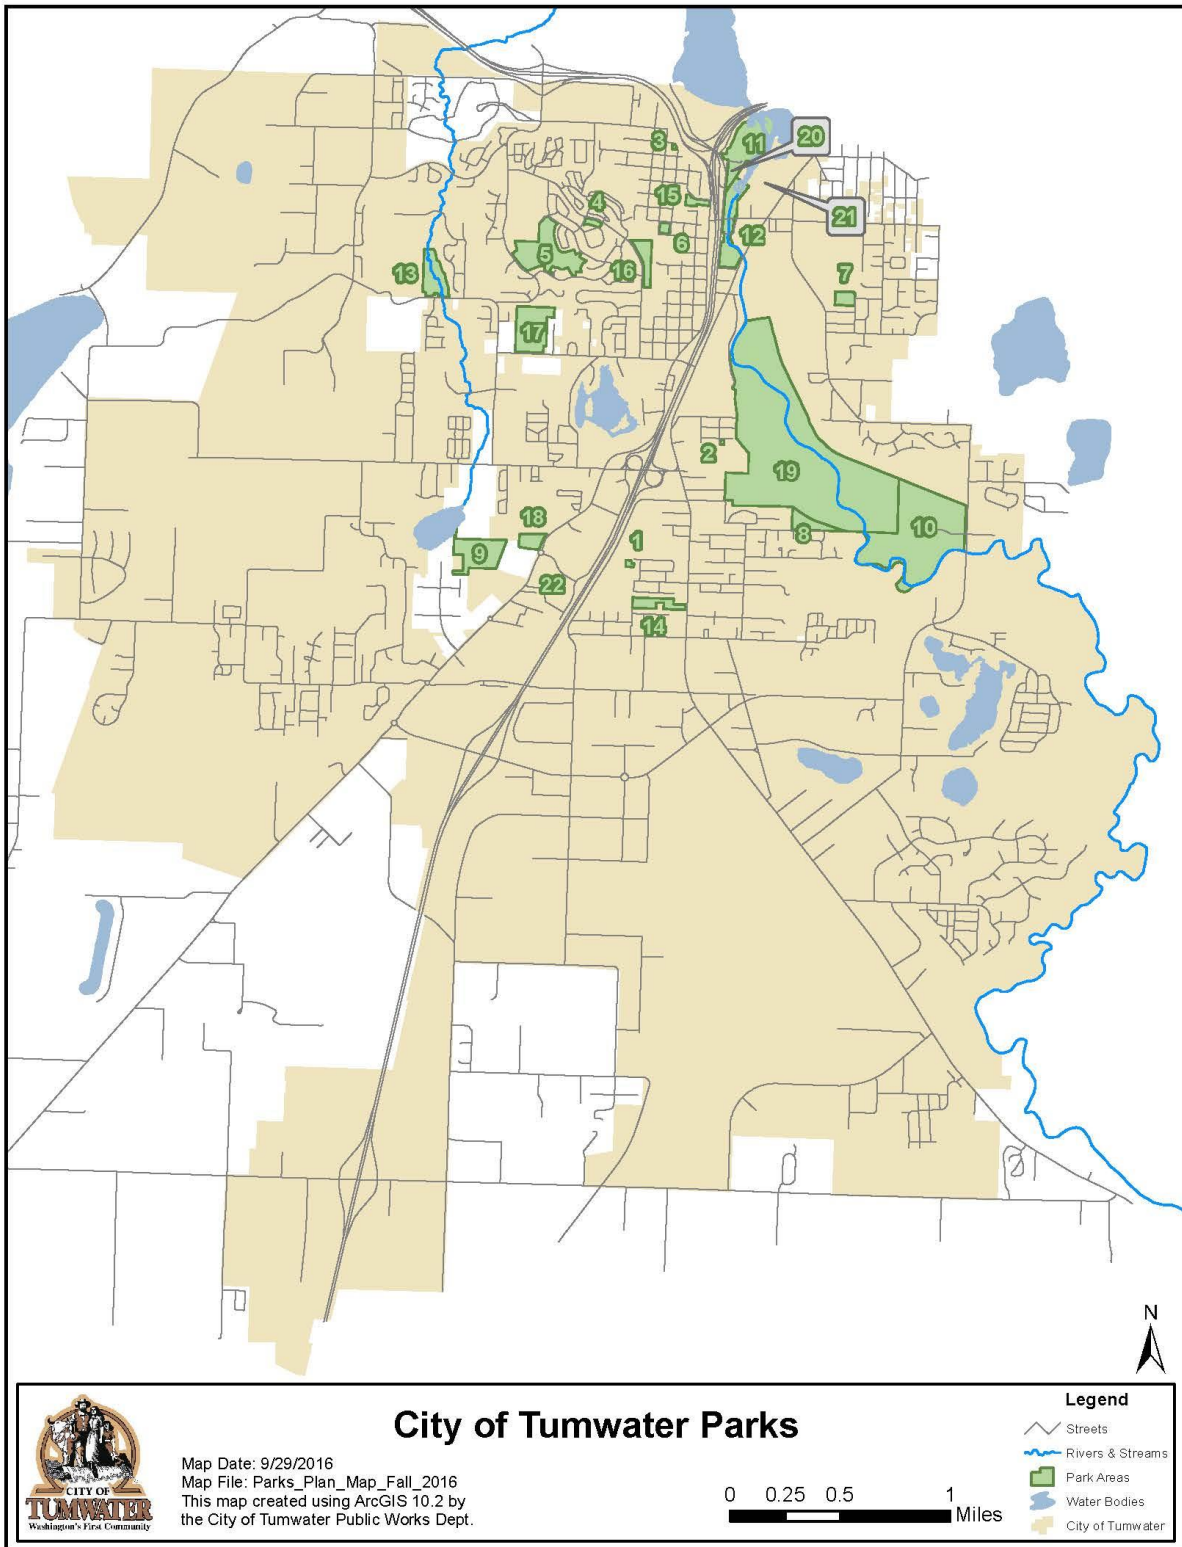 3
11
20
15
4
21
6
12
5
16
13
7
17
2
19
18
1
8
10
9
22
14
N
CITY OF
TUMWATER
Washington's First Community
City of Tumwater Parks
Map Date: 9/29/2016
Map File: Parks_Plan_Map_Fall_2016
This map created using ArcGIS 10.2 by
the City of Tumwater Public Works Dept.
0 0.25 0.5 1
Miles
Legend
Streets
Rivers & Streams
Park Areas
Water Bodies
City of Tumwater